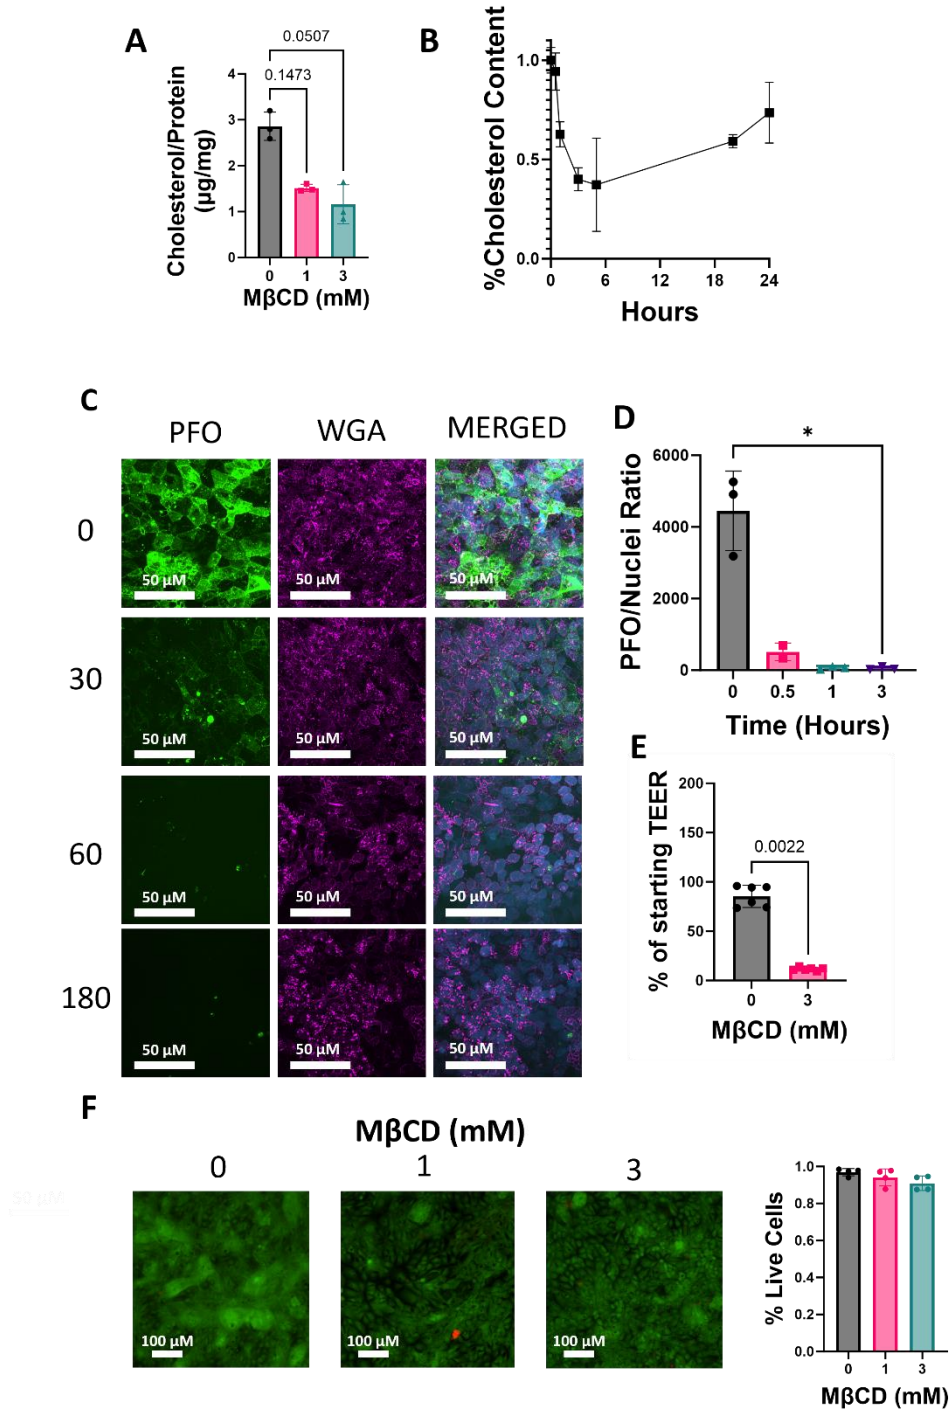 A
0.0507
0.1473
4
3
2
1
0
Cholesterol/Protein
(µg/mg)
0 1 3
MβCD (mM)
B
1.0
0.5
0.0
%Cholesterol Content
0 6 12 18 24
Hours
C
PFO WGA MERGED
0
50 µM 50 µM 50 µM
30
50 µM 50 µM 50 µM
60
50 µM 50 µM 50 µM
180
50 µM 50 µM 50 µM
D
*
6000
4000
2000
0
PFO/Nuclei Ratio
0 0.5 1 3
Time (Hours)
E
200
150
100
50
0
0.0022
% of starting TEER
0 3
MβCD (mM)
F
MβCD (mM)
0 1 3
100 µM 100 µM 100 µM
1.0
0.8
0.6
0.4
0.2
0.0
% Live Cells
0 1 3
MβCD (mM)
50 µM